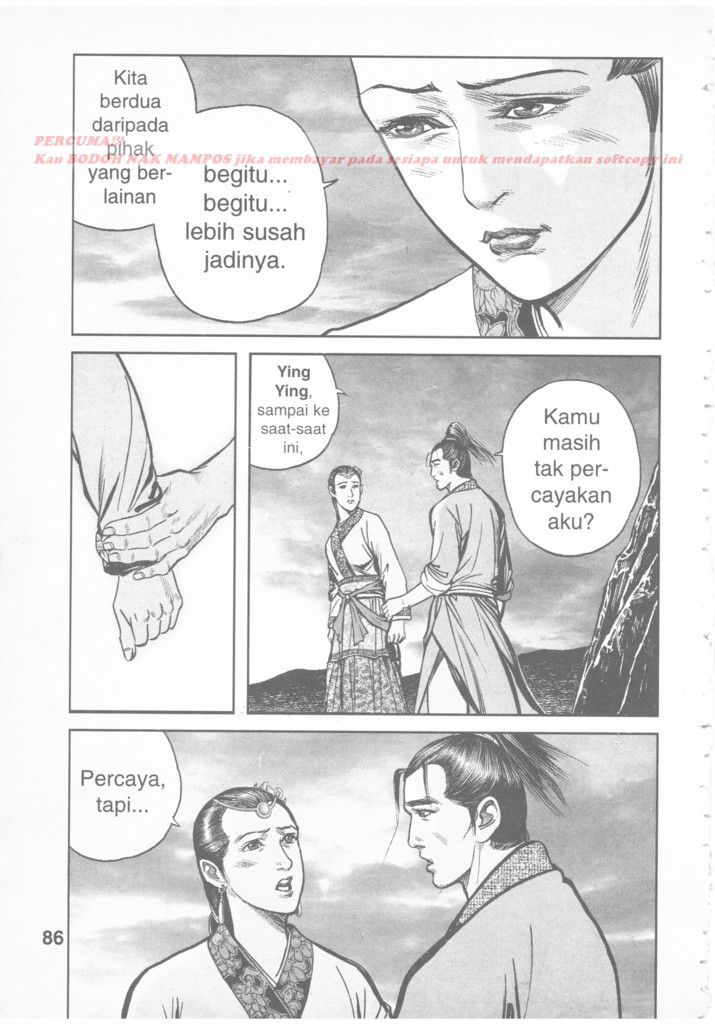 Kita
berdua
daripada
pihak
yang ber-
lainan
PERCUMA!!!
Kau BODOH NAK MAMPOS jika membayar pada sesiapa untuk mendapatkan softcopy ini
begitu...
begitu...
lebih susah
jadinya.
Ying
Ying,
sampai ke
saat-saat
ini,
Kamu
masih
tak per-
cayakan
aku?
Percaya,
tapi...
86